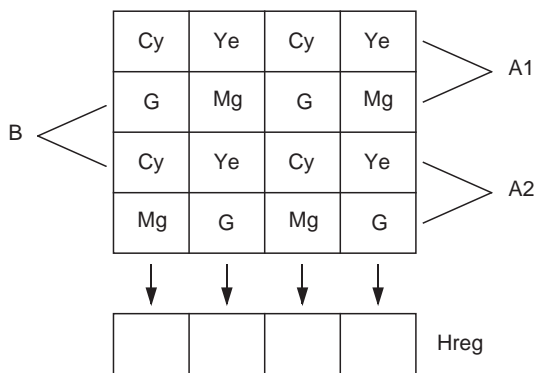 Cy Ye Cy Ye
A1
G Mg G Mg
B
Cy Ye Cy Ye
A2
Mg G Mg G
Hreg